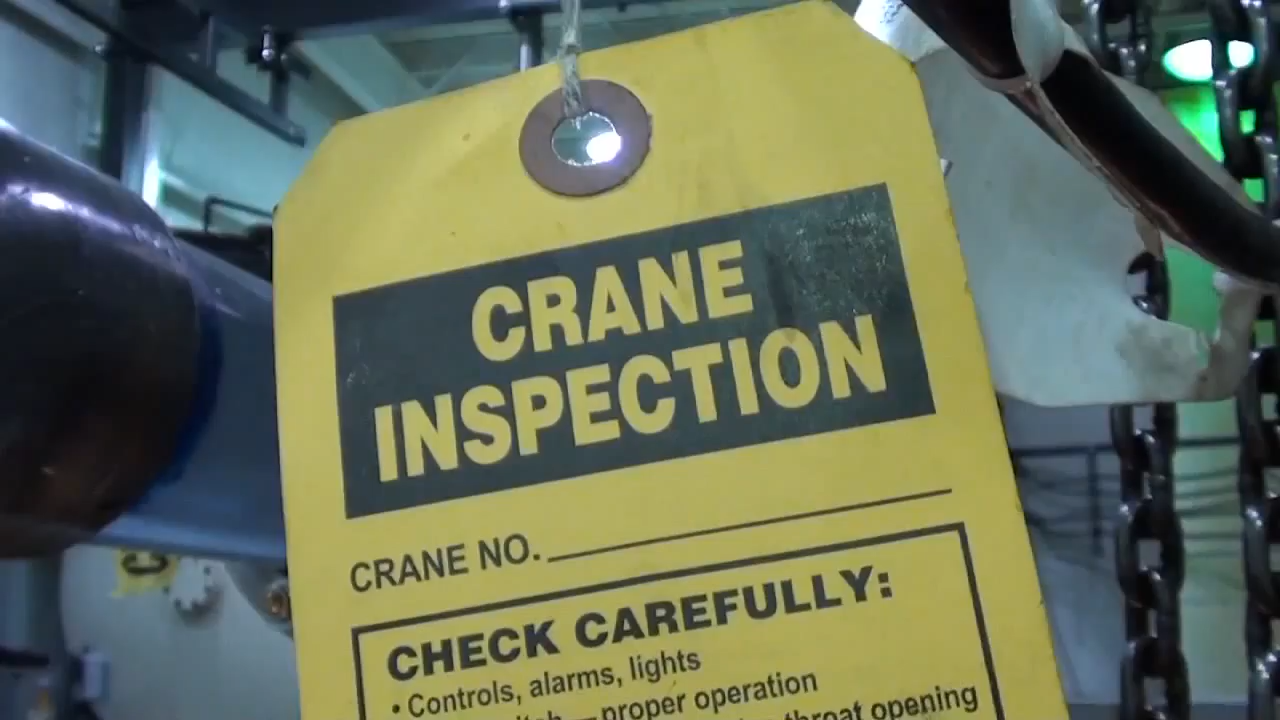 CRANE
INSPECTION
CRANE NO.
CHECK CAREFULLY:
• Controls, alarms, lights
—proper operation
throat opening